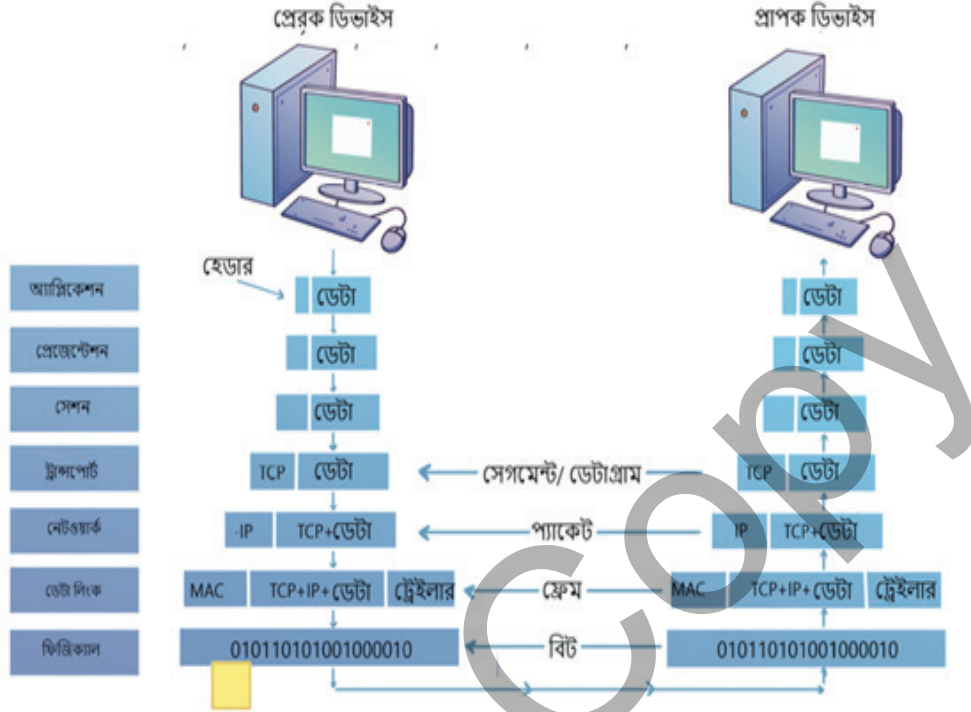 প্রেরক ডিভাইস প্রাপক ডিভাইস
হেডার
অ্যাপ্লিকেশন ডেটা ডেটা
প্রেজেন্টেশন ডেটা ডেটা
সেশন ডেটা ডেটা
ট্রান্সপোর্ট TCP ডেটা সেগমেন্ট/ ডেটাগ্রাম TCP ডেটা
নেটওয়ার্ক IP TCP+ডেটা প্যাকেট IP TCP+ডেটা
ডেটা লিংক MAC TCP+IP+ডেটা ট্রেইলার ফ্রেম MAC TCP+IP+ডেটা ট্রেইলার
ফিজিক্যাল 010110101001000010 বিট 010110101001000010
Copy